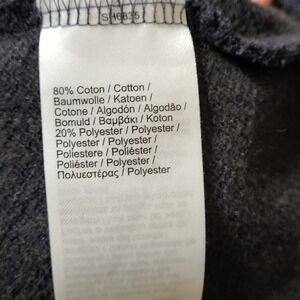 SH6835
80% Coton / Cotton /
Baumwolle / Katoen /
Cotone / Algodón / Algodão /
Bomuld / Βαμβάκι / Koton
20% Polyester / Polyester /
Polyester / Polyester /
Poliestere / Poliéster /
Poliéster / Polyester /
Πολυεστέρας / Polyester